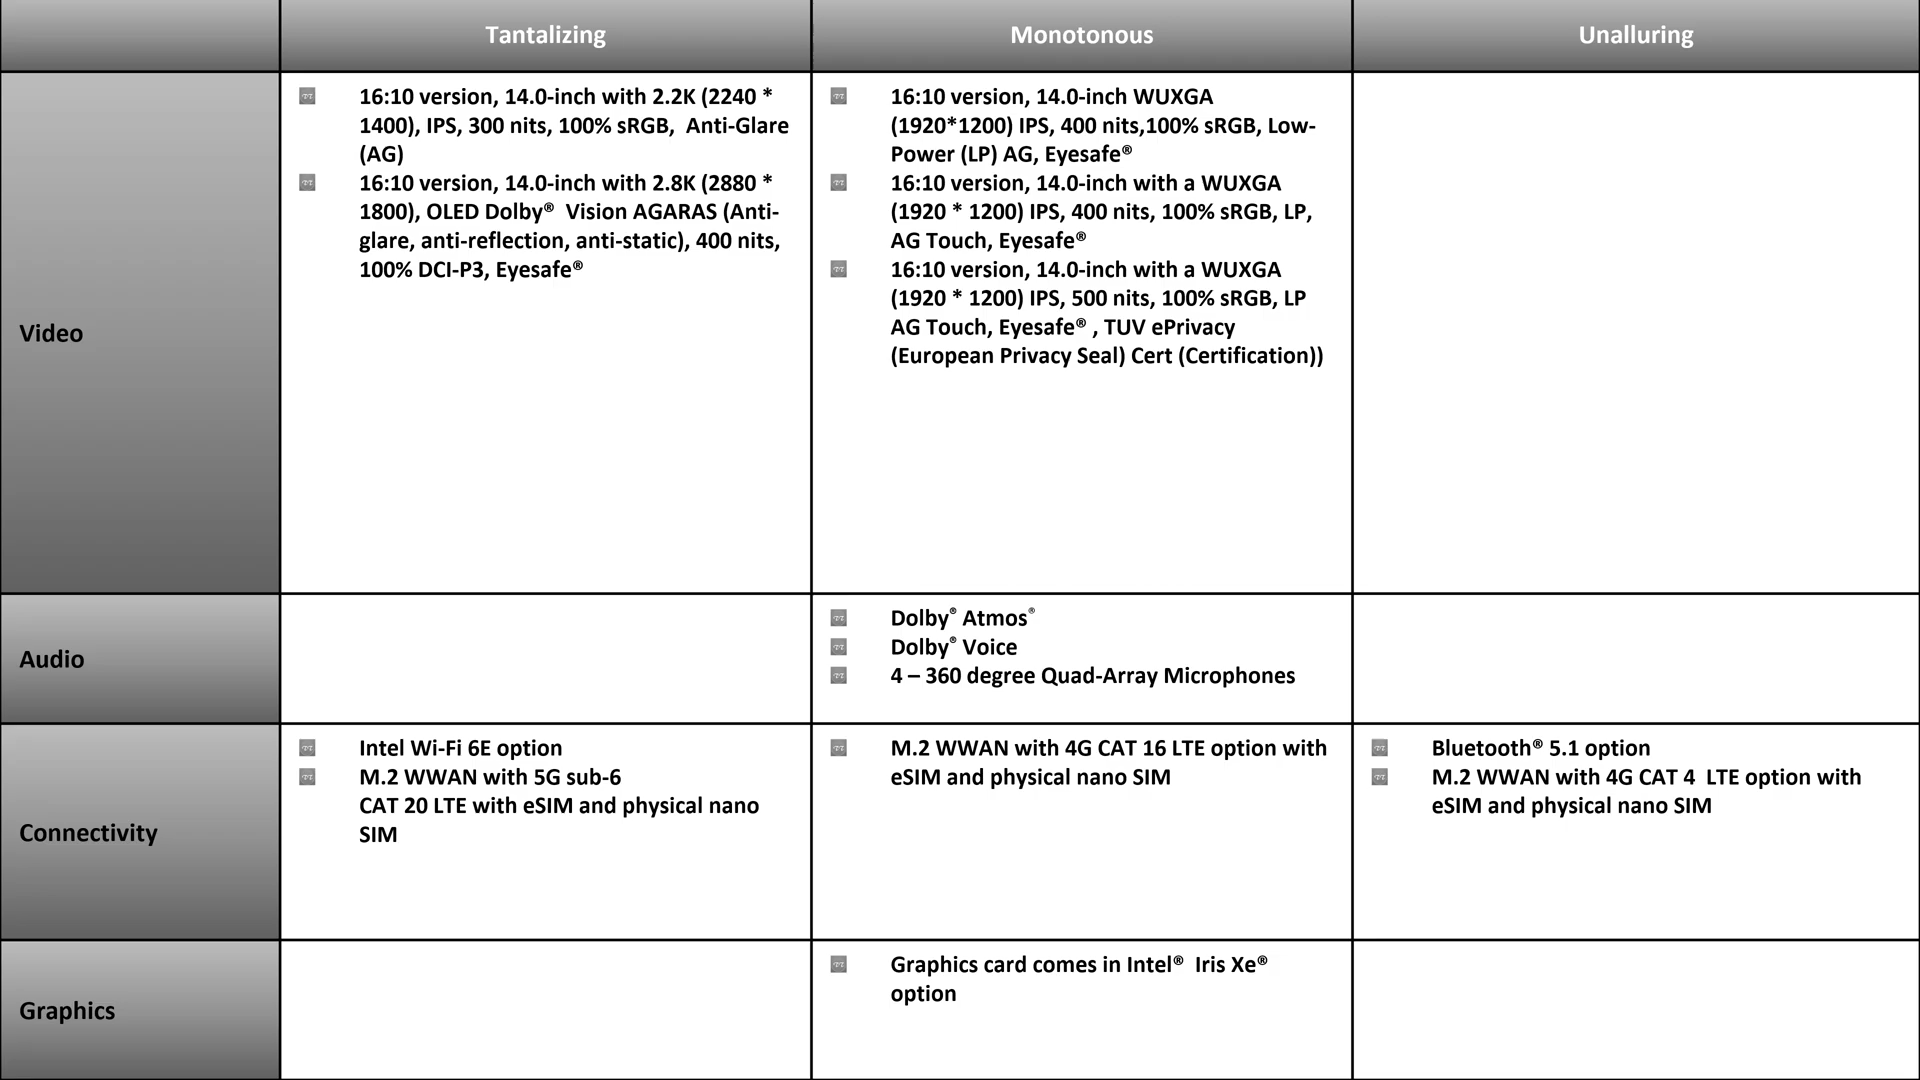 Tantalizing
Monotonous
Unalluring
Video
16:10 version, 14.0-inch with 2.2K (2240 *
1400), IPS, 300 nits, 100% sRGB,  Anti-Glare
(AG)
16:10 version, 14.0-inch with 2.8K (2880 *
1800), OLED Dolby®  Vision AGARAS (Anti-
glare, anti-reflection, anti-static), 400 nits,
100% DCI-P3, Eyesafe®
16:10 version, 14.0-inch WUXGA
(1920*1200) IPS, 400 nits,100% sRGB, Low-
Power (LP) AG, Eyesafe®
16:10 version, 14.0-inch with a WUXGA
(1920 * 1200) IPS, 400 nits, 100% sRGB, LP,
AG Touch, Eyesafe®
16:10 version, 14.0-inch with a WUXGA
(1920 * 1200) IPS, 500 nits, 100% sRGB, LP
AG Touch, Eyesafe® , TUV ePrivacy
(European Privacy Seal) Cert (Certification))
Audio
Dolby® Atmos®
Dolby® Voice
4 – 360 degree Quad-Array Microphones
Connectivity
Intel Wi-Fi 6E option
M.2 WWAN with 5G sub-6
CAT 20 LTE with eSIM and physical nano
SIM
M.2 WWAN with 4G CAT 16 LTE option with
eSIM and physical nano SIM
Bluetooth® 5.1 option
M.2 WWAN with 4G CAT 4  LTE option with
eSIM and physical nano SIM
Graphics
Graphics card comes in Intel®  Iris Xe®
option